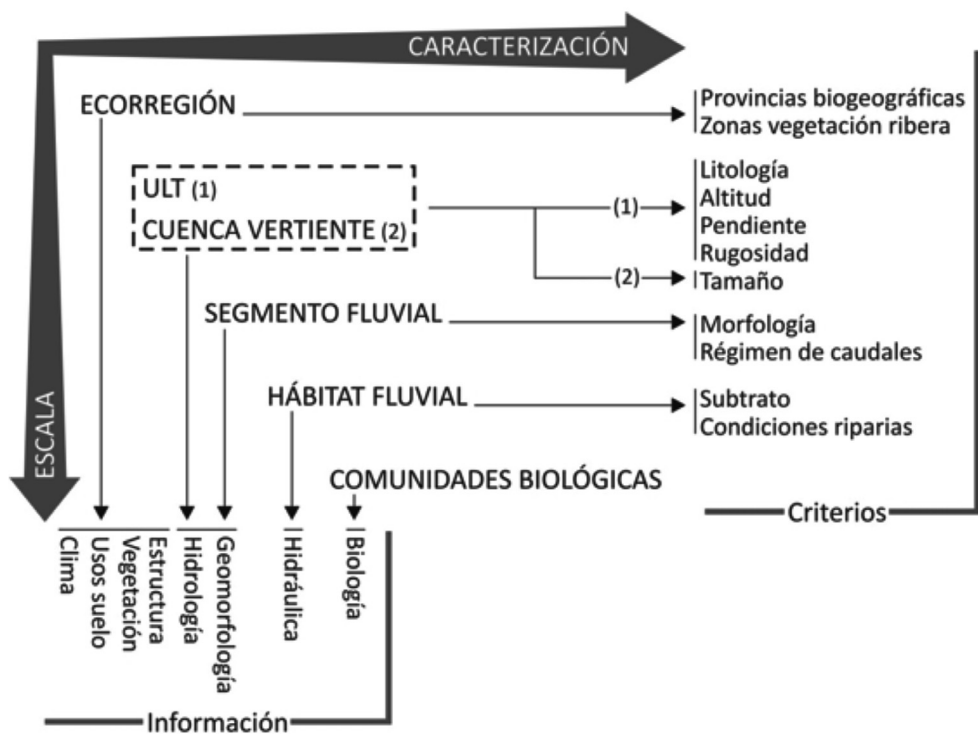 CARACTERIZACIÓN
ESCALA
ECORREGIÓN
Provincias biogeográficas
Zonas vegetación ribera
ULT (1)
CUENCA VERTIENTE (2)
(1)
Litología
Altitud
Pendiente
Rugosidad
(2)
Tamaño
SEGMENTO FLUVIAL
Morfología
Régimen de caudales
HÁBITAT FLUVIAL
Subtrato
Condiciones riparias
COMUNIDADES BIOLÓGICAS
Criterios
Clima
Usos suelo
Vegetación
Estructura
Hidrología
Geomorfología
Hidráulica
Biología
Información